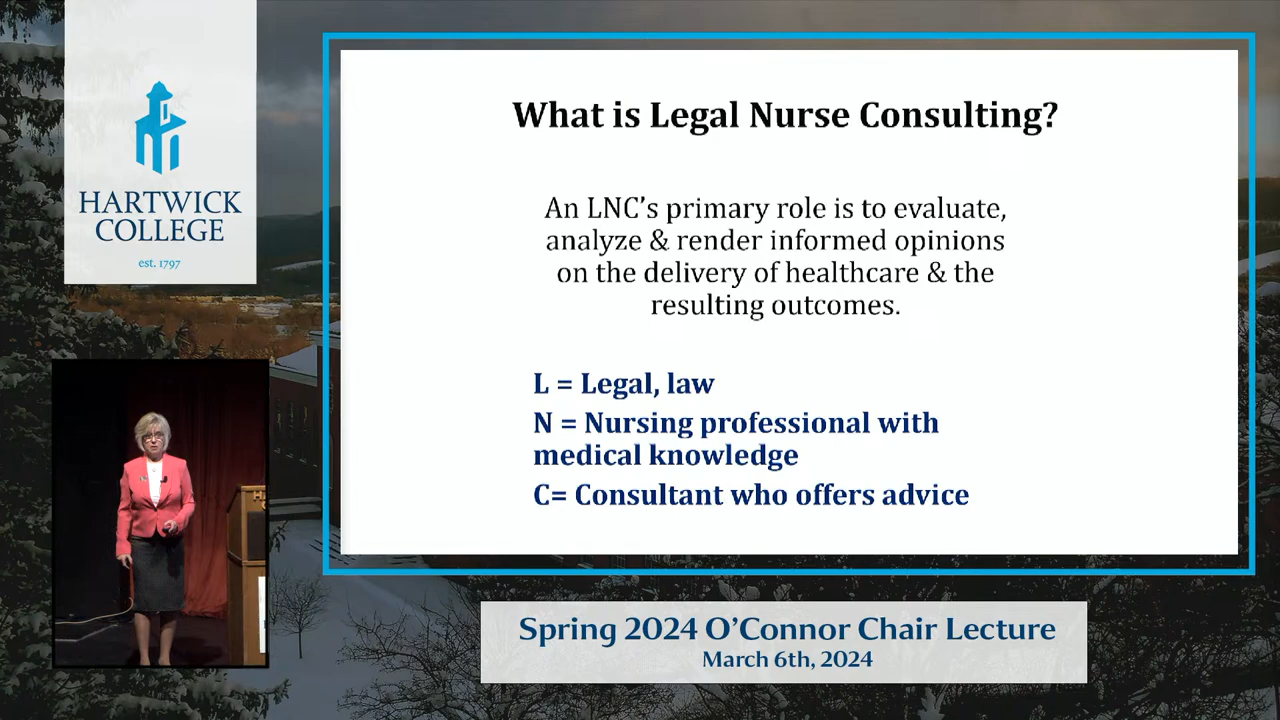 HARTWICK
COLLEGE
est. 1797
What is Legal Nurse Consulting?
An LNC’s primary role is to evaluate,
analyze & render informed opinions
on the delivery of healthcare & the
resulting outcomes.
L = Legal, law
N = Nursing professional with
medical knowledge
C= Consultant who offers advice
Spring 2024 O’Connor Chair Lecture
March 6th, 2024